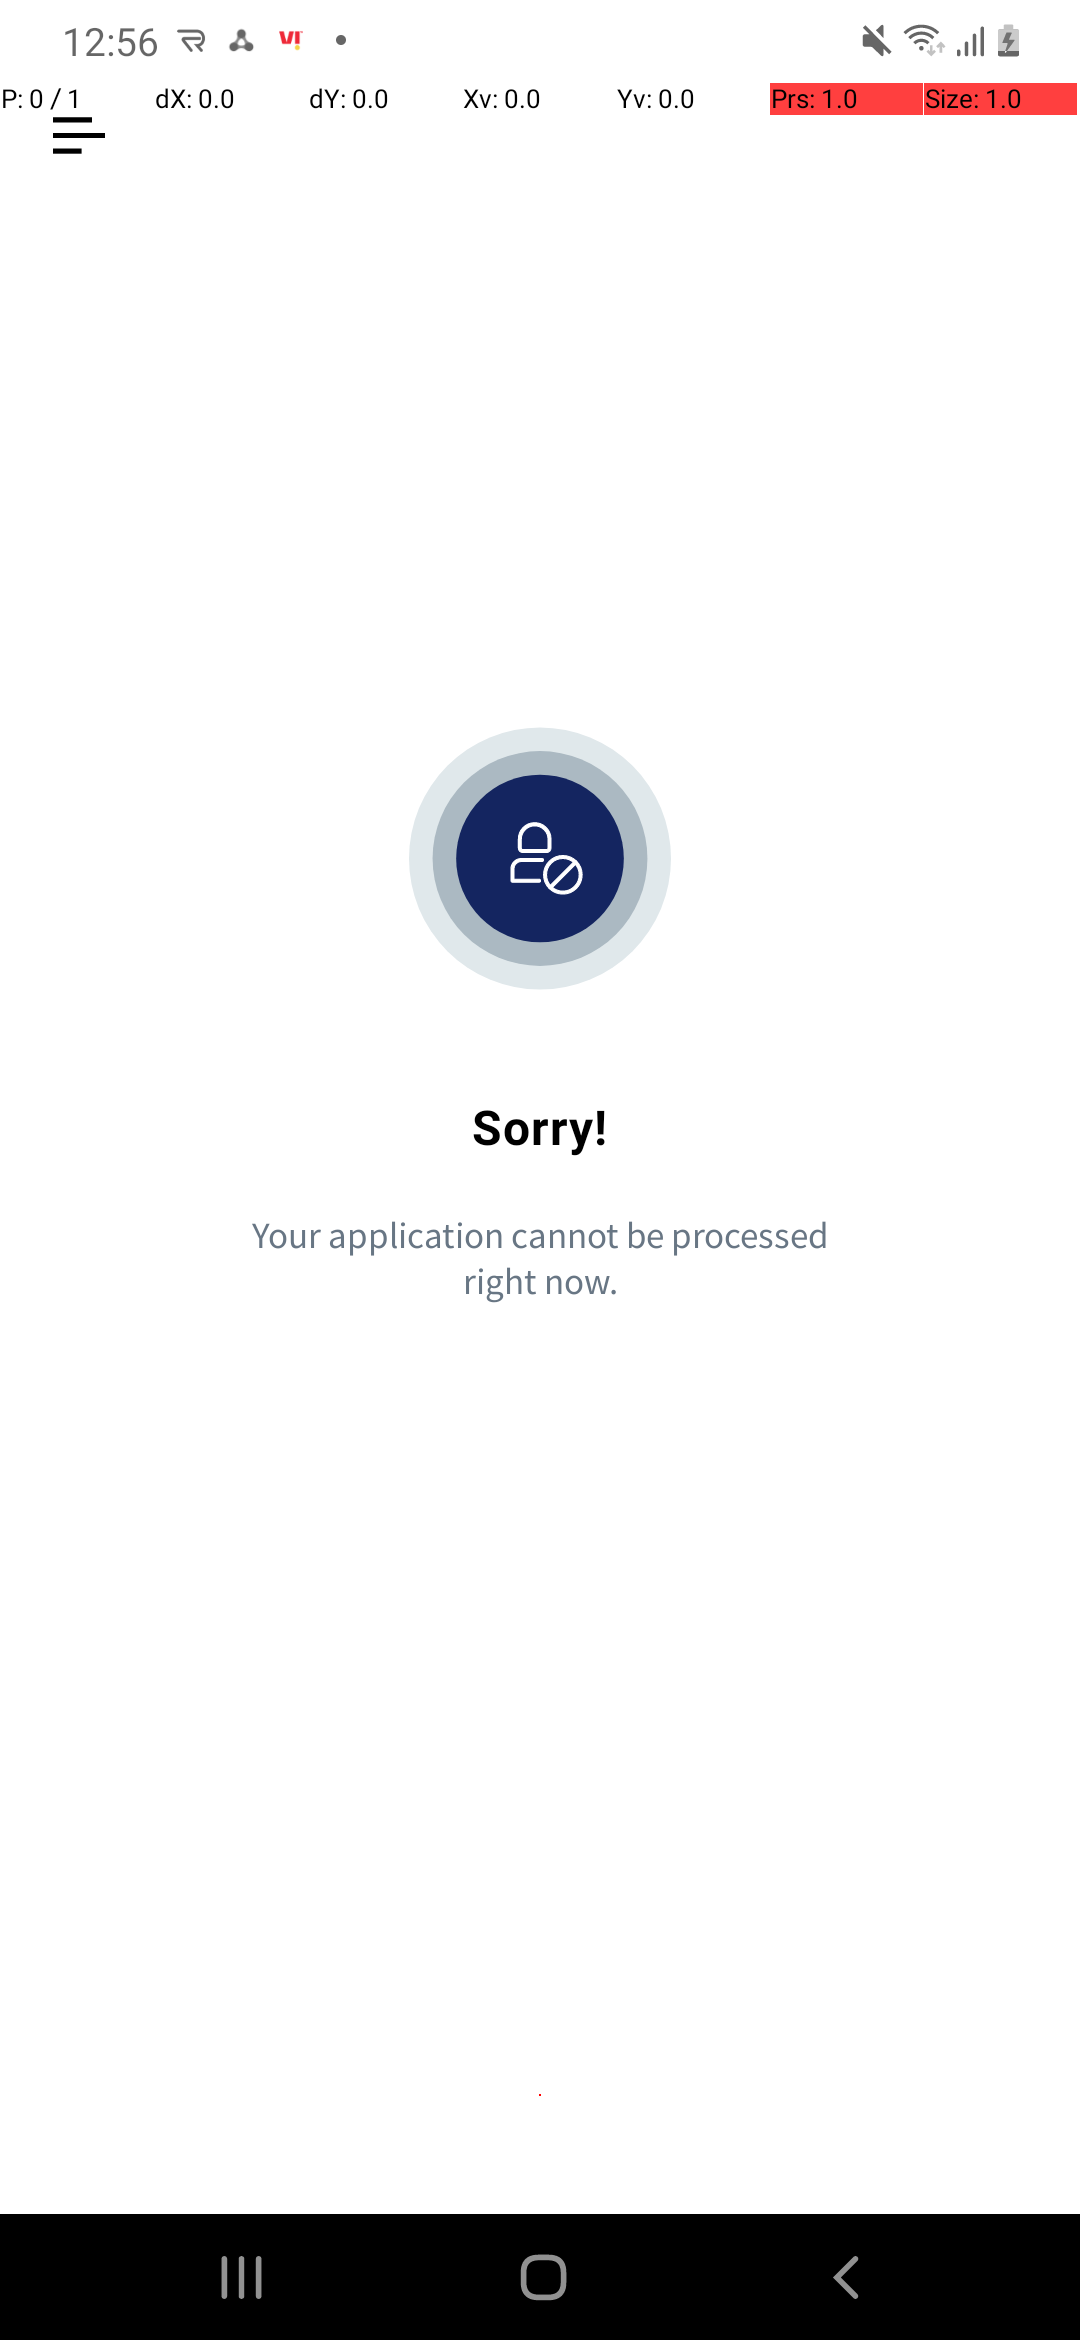 12:56
P: 0 / 1 dX: 0.0 dY: 0.0 Xv: 0.0 Yv: 0.0 Prs: 1.0 Size: 1.0
Sorry!
Your application cannot be processed
right now.